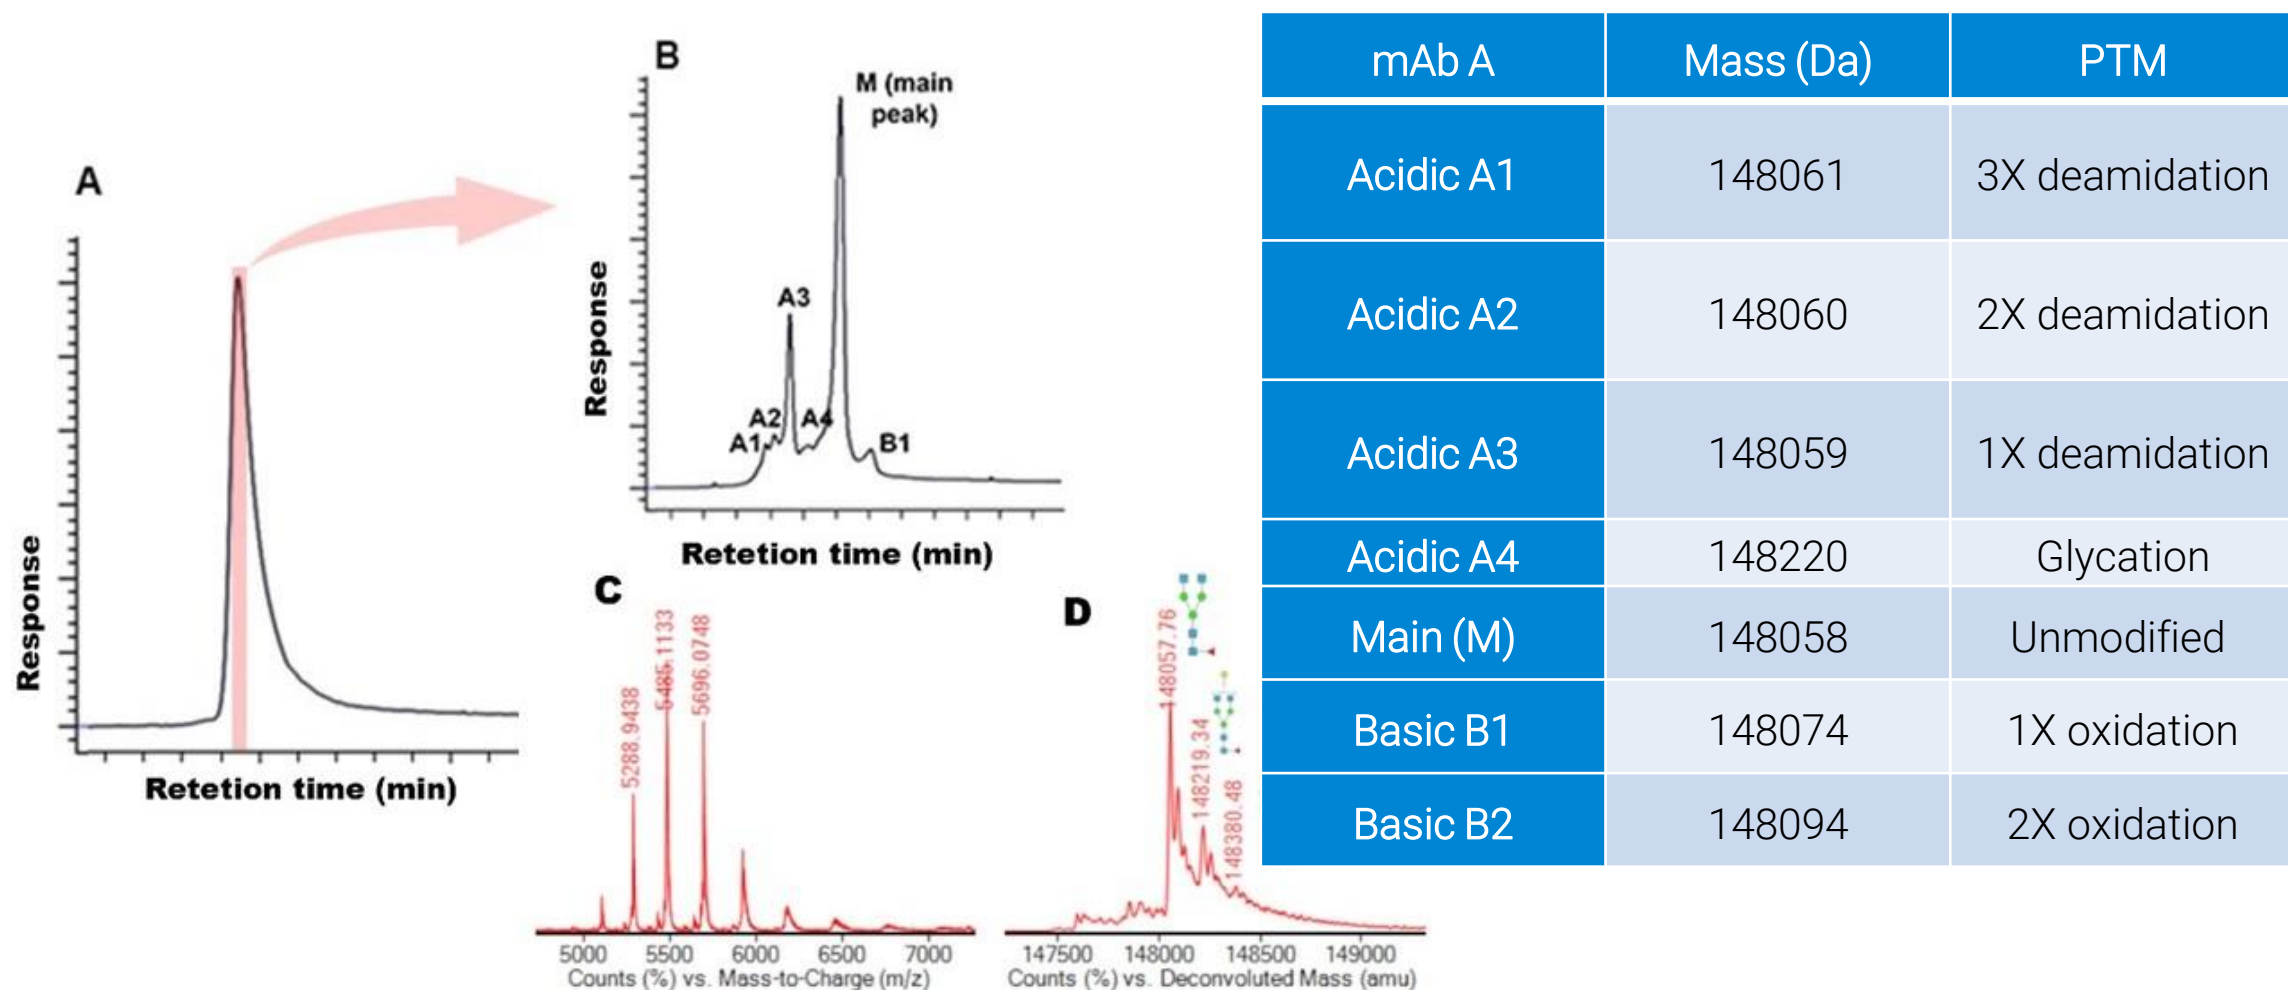 A
Response
Retetion time (min)
B
M (main
peak)
A3
A2
A4
A1
B1
Response
Retetion time (min)
C
5288.9438
5485.1133
5696.0748
5000 5500 6000 6500 7000
Counts (%) vs. Mass-to-Charge (m/z)
D
148057.76
148219.34
148380.48
147500 148000 148500 149000
Counts (%) vs. Deconvoluted Mass (amu)
mAb A Mass (Da) PTM
Acidic A1 148061 3X deamidation
Acidic A2 148060 2X deamidation
Acidic A3 148059 1X deamidation
Acidic A4 148220 Glycation
Main (M) 148058 Unmodified
Basic B1 148074 1X oxidation
Basic B2 148094 2X oxidation